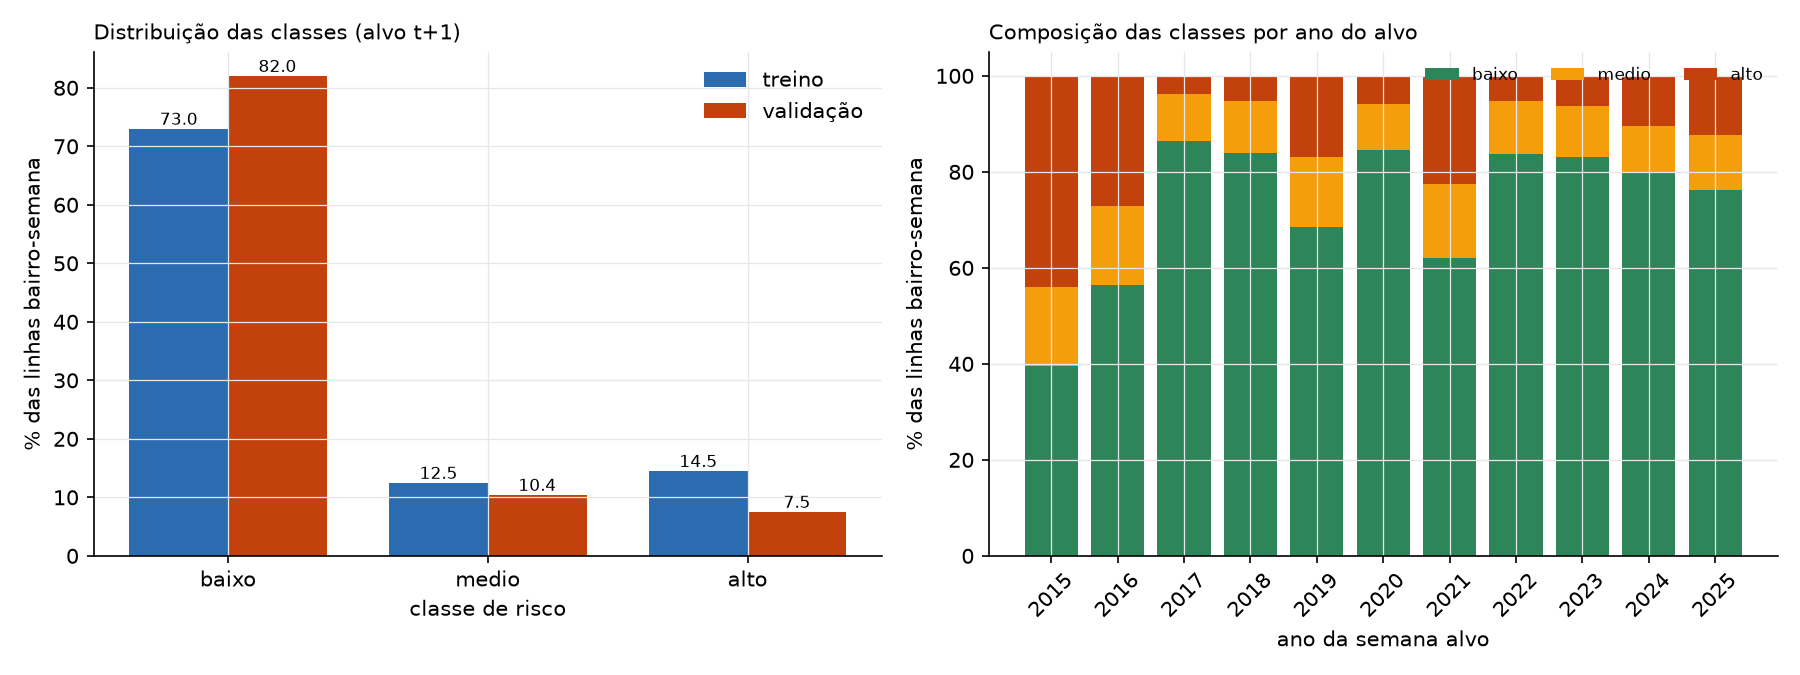 Distribuição das classes (alvo t+1)
treino
validação
% das linhas bairro-semana
80
70
60
50
40
30
20
10
0
73.0
82.0
12.5
10.4
14.5
7.5
baixo
medio
alto
classe de risco
Composição das classes por ano do alvo
baixo
medio
alto
% das linhas bairro-semana
100
80
60
40
20
0
2015
2016
2017
2018
2019
2020
2021
2022
2023
2024
2025
ano da semana alvo